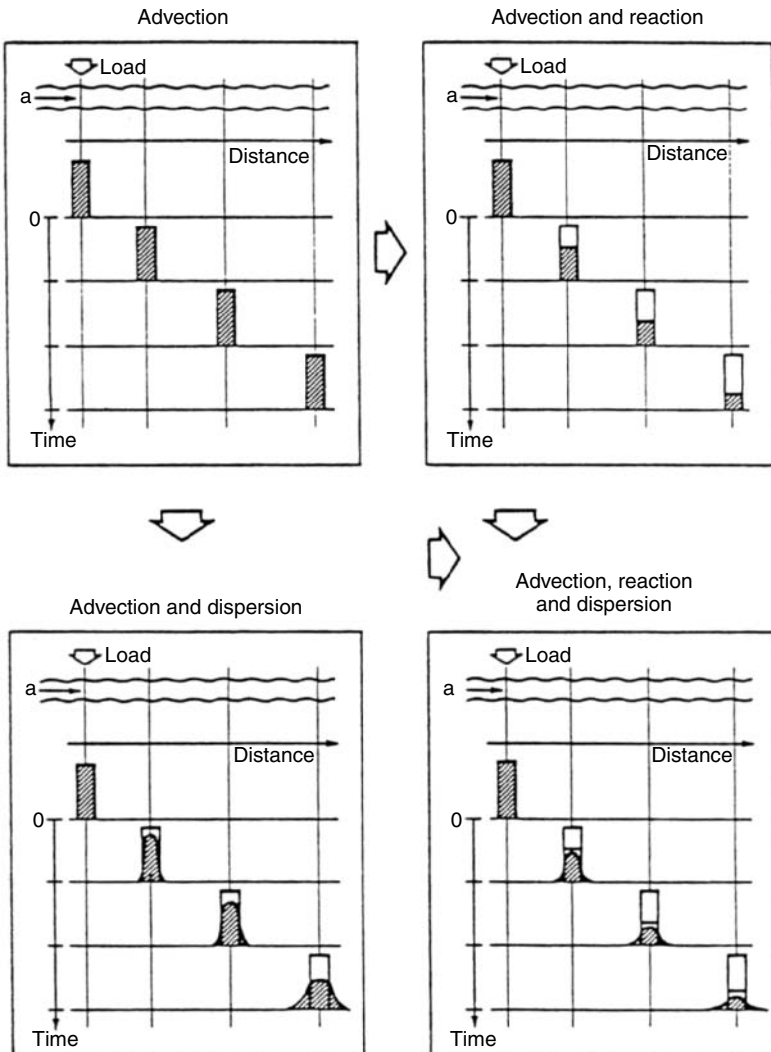 Advection
Load
a
Distance
0
Time
Advection and reaction
Load
a
Distance
0
Time
Advection and dispersion
Load
a
Distance
0
Time
Advection, reaction
and dispersion
Load
a
Distance
0
Time